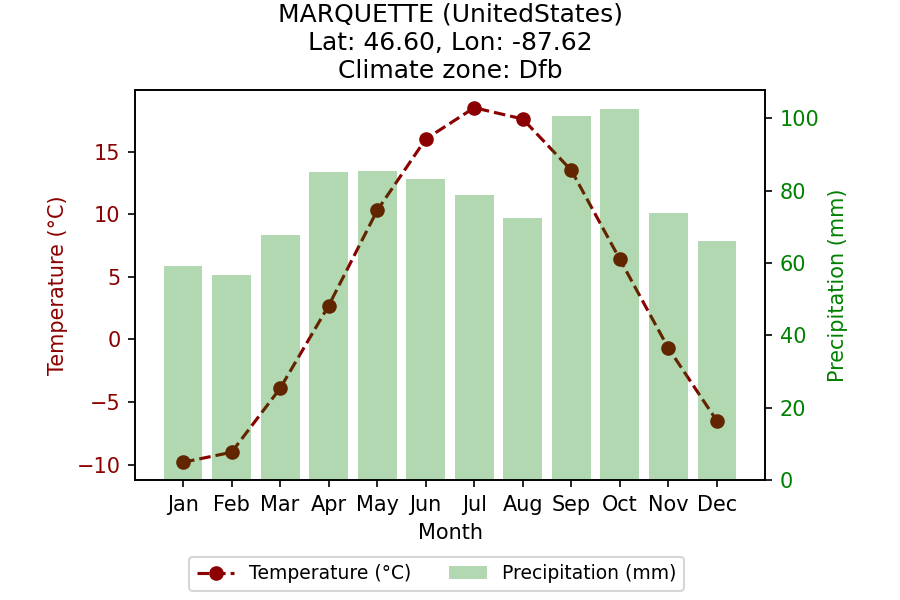 MARQUETTE (UnitedStates)
Lat: 46.60, Lon: -87.62
Climate zone: Dfb
Temperature (°C)
15
10
5
0
−5
−10
Precipitation (mm)
100
80
60
40
20
0
Jan Feb Mar Apr May Jun Jul Aug Sep Oct Nov Dec
Month
Temperature (°C) Precipitation (mm)